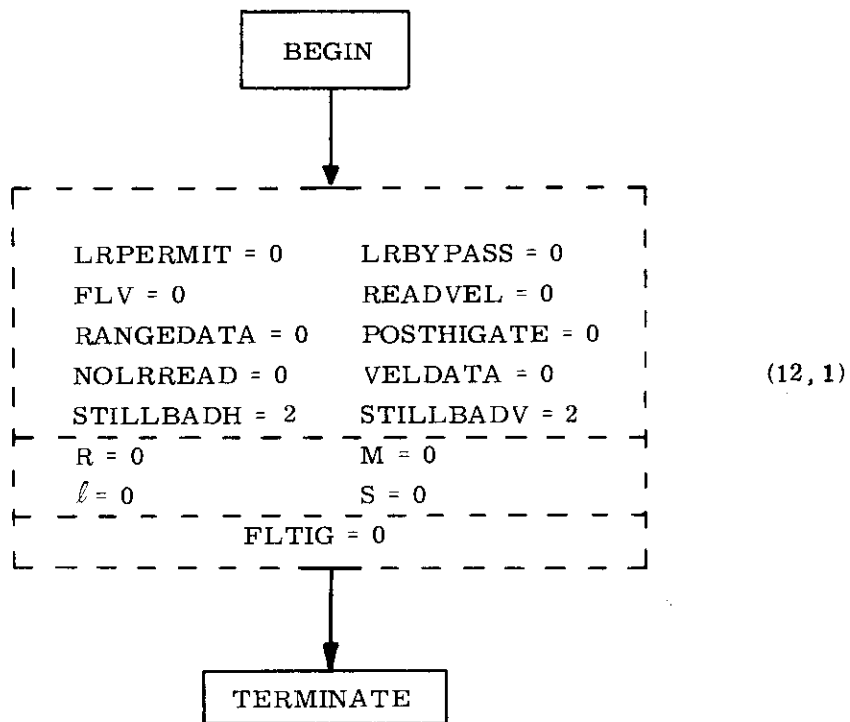 BEGIN
LRPERMIT = 0 LRBYPASS = 0
FLV = 0 READVEL = 0
RANGEDATA = 0 POSTHIGATE = 0
NOLRREAD = 0 VELDATA = 0
(12, 1)
STILLBADH = 2 STILLBADV = 2
R = 0 M = 0
ℓ = 0 S = 0
FLTIG = 0
TERMINATE